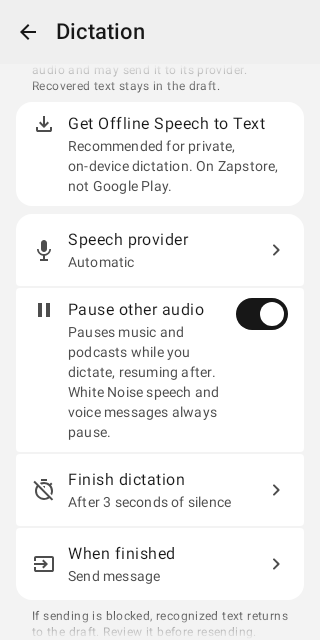 Dictation
audio and may send it to its provider.
Recovered text stays in the draft.
Get Offline Speech to Text
Recommended for private,
on-device dictation. On Zapstore,
not Google Play.
Speech provider
Automatic
Pause other audio
Pauses music and
podcasts while you
dictate, resuming after.
White Noise speech and
voice messages always
pause.
Finish dictation
After 3 seconds of silence
When finished
Send message
If sending is blocked, recognized text returns
to the draft. Review it before resending.